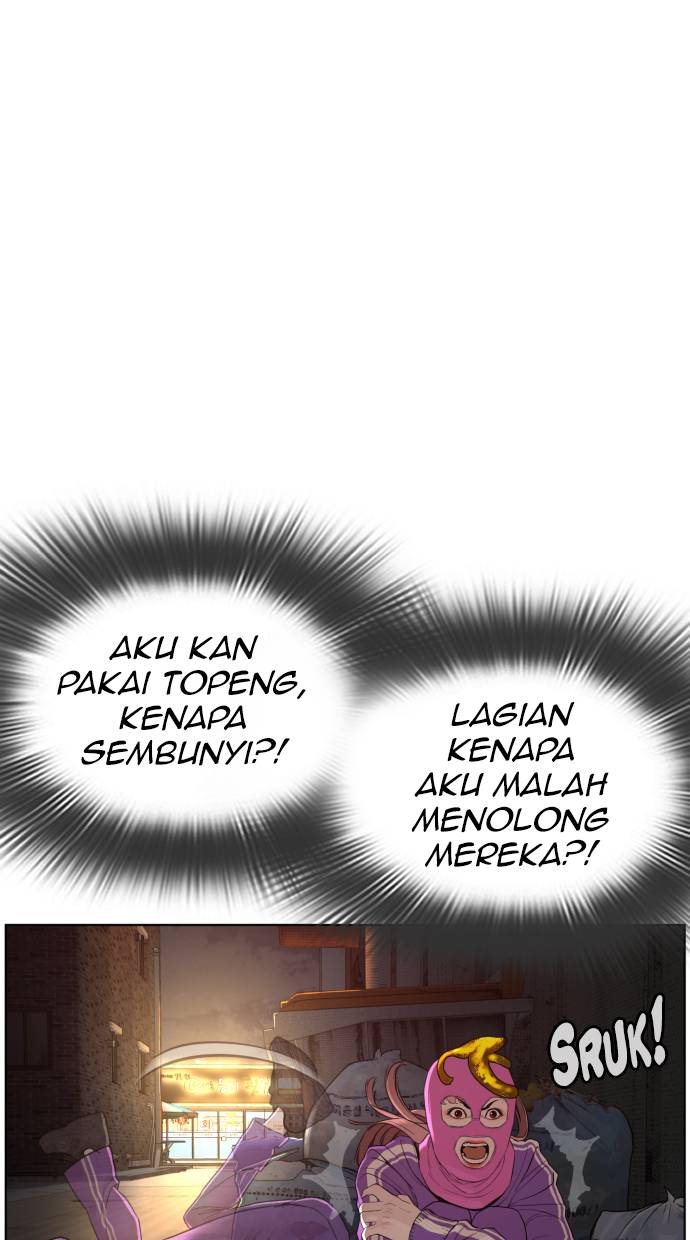 AKU KAN
PAKAI TOPENG,
KENAPA
SEMBUNYI?!
LAGIAN
KENAPA
AKU MALAH
MENOLONG
MEREKA?!
SRUK!